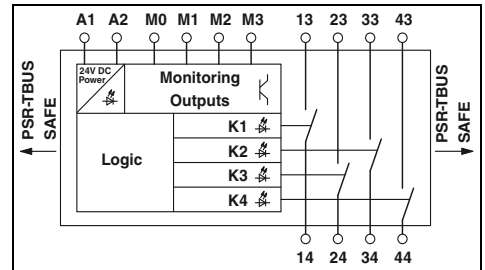 A1 A2 M0 M1 M2 M3 13 23 33 43
24V DC
Power
Monitoring
Outputs
PSR-TBUS
SAFE
PSR-TBUS
SAFE
Logic
K1
K2
K3
K4
14 24 34 44